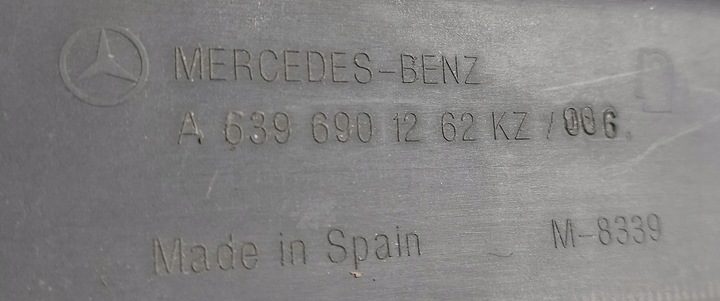 MERCEDES-BENZ
A 639 690 12 62 KZ /006.
Made in Spain
M-8339